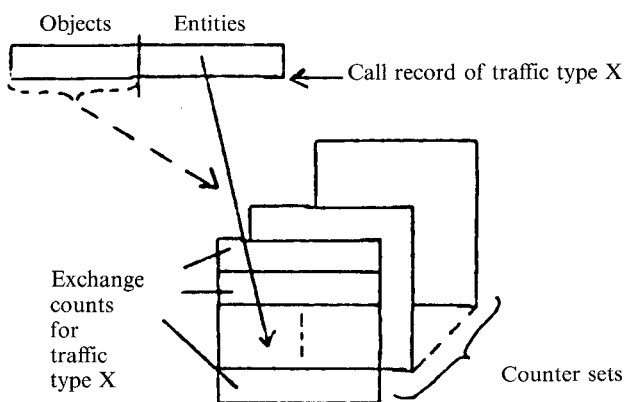 Objects
Entities
Call record of traffic type X
Exchange
counts
for
traffic
type X
Counter sets